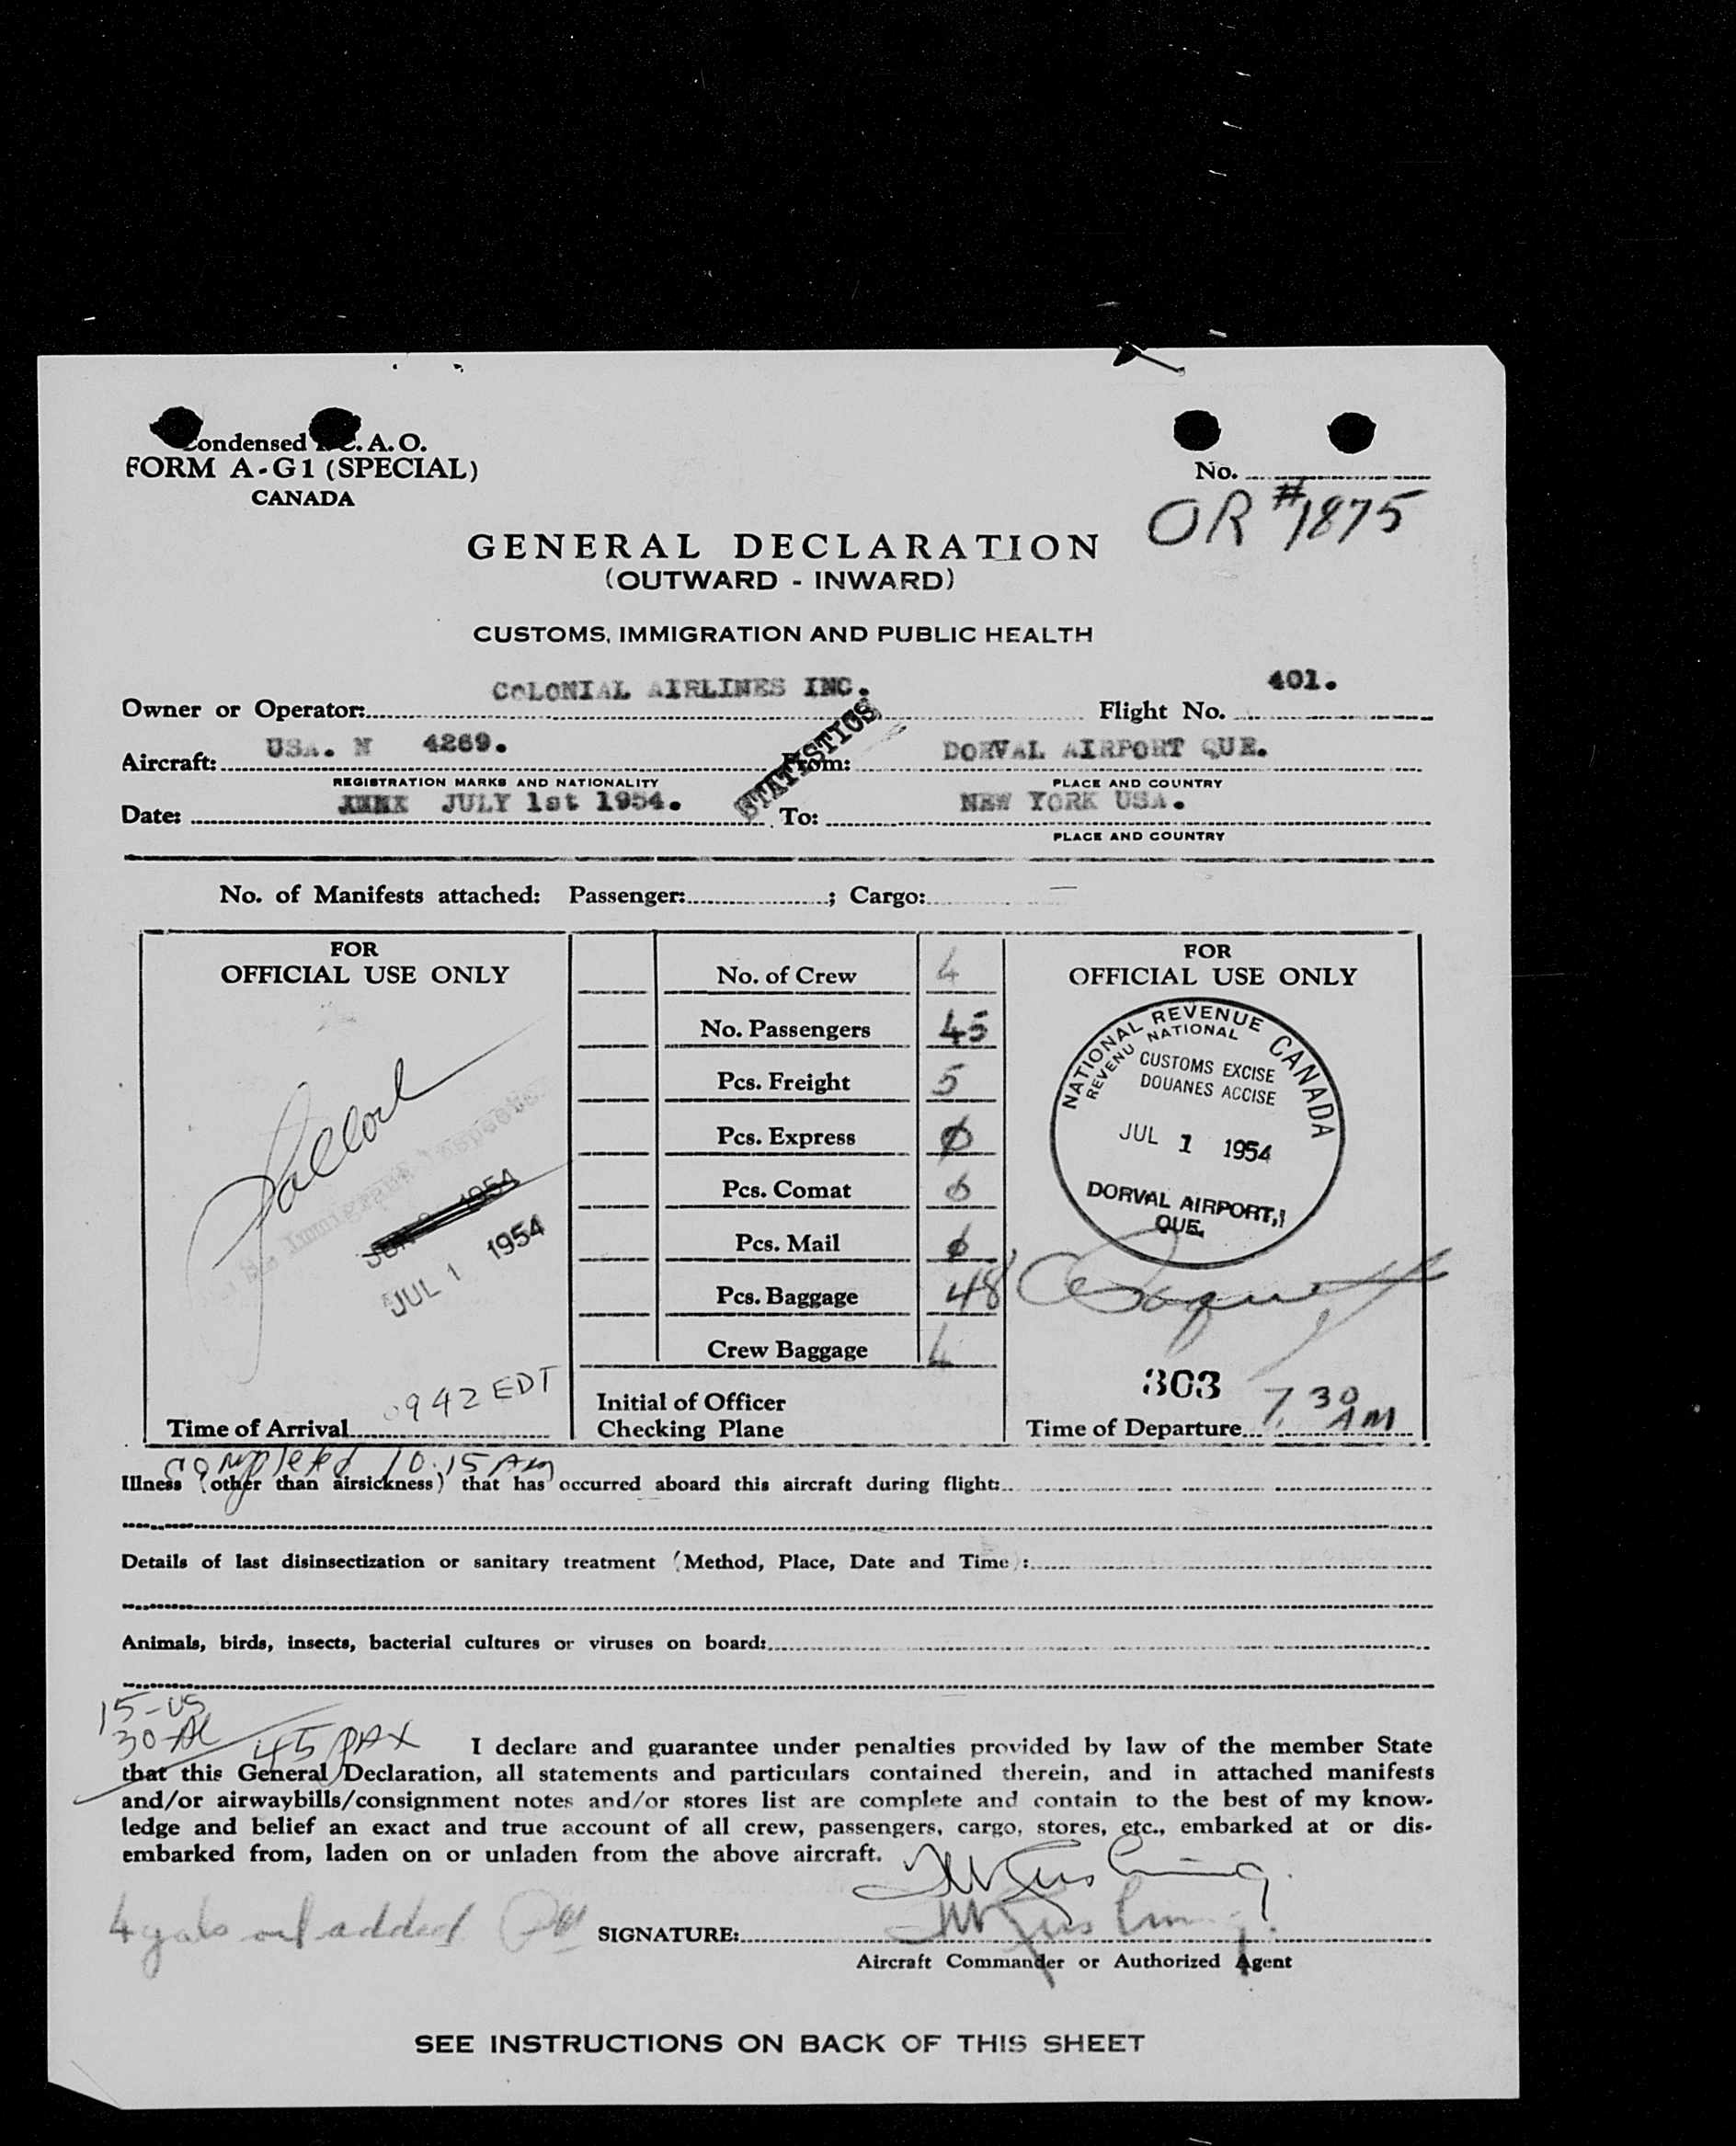 Condensed I.C.A.O.
FORM A-G1 (SPECIAL)
CANADA
No.
OR #1875
GENERAL DECLARATION
(OUTWARD - INWARD)
CUSTOMS, IMMIGRATION AND PUBLIC HEALTH
Owner or Operator: COLONIAL AIRLINES INC. Flight No. 401.
STATISTICS
Aircraft: USA. N 4269. From: DORVAL AIRPORT QUE.
REGISTRATION MARKS AND NATIONALITY PLACE AND COUNTRY
Date: JULY 1st 1954. To: NEW YORK USA.
PLACE AND COUNTRY
No. of Manifests attached: Passenger: ; Cargo: —
FOR
OFFICIAL USE ONLY
JUL 1 1954
Time of Arrival 0942 EDT
No. of Crew 4
No. Passengers 45
Pcs. Freight 5
Pcs. Express Ø
Pcs. Comat Ø
Pcs. Mail Ø
Pcs. Baggage 48
Crew Baggage 4
Initial of Officer
Checking Plane
FOR
OFFICIAL USE ONLY
NATIONAL REVENUE CANADA
REVENU NATIONAL
CUSTOMS EXCISE
DOUANES ACCISE
JUL 1 1954
DORVAL AIRPORT,
QUE.
303
Time of Departure 7.30 AM
Completed 10:15 AM
Illness (other than airsickness) that has occurred aboard this aircraft during flight:
Details of last disinsectization or sanitary treatment (Method, Place, Date and Time):
Animals, birds, insects, bacterial cultures or viruses on board:
15-US
30-Al
45 PAX
I declare and guarantee under penalties provided by law of the member State
that this General Declaration, all statements and particulars contained therein, and in attached manifests
and/or airwaybills/consignment notes and/or stores list are complete and contain to the best of my know-
ledge and belief an exact and true account of all crew, passengers, cargo, stores, etc., embarked at or dis-
embarked from, laden on or unladen from the above aircraft.
4 gals oil added
SIGNATURE:
Aircraft Commander or Authorized Agent
SEE INSTRUCTIONS ON BACK OF THIS SHEET